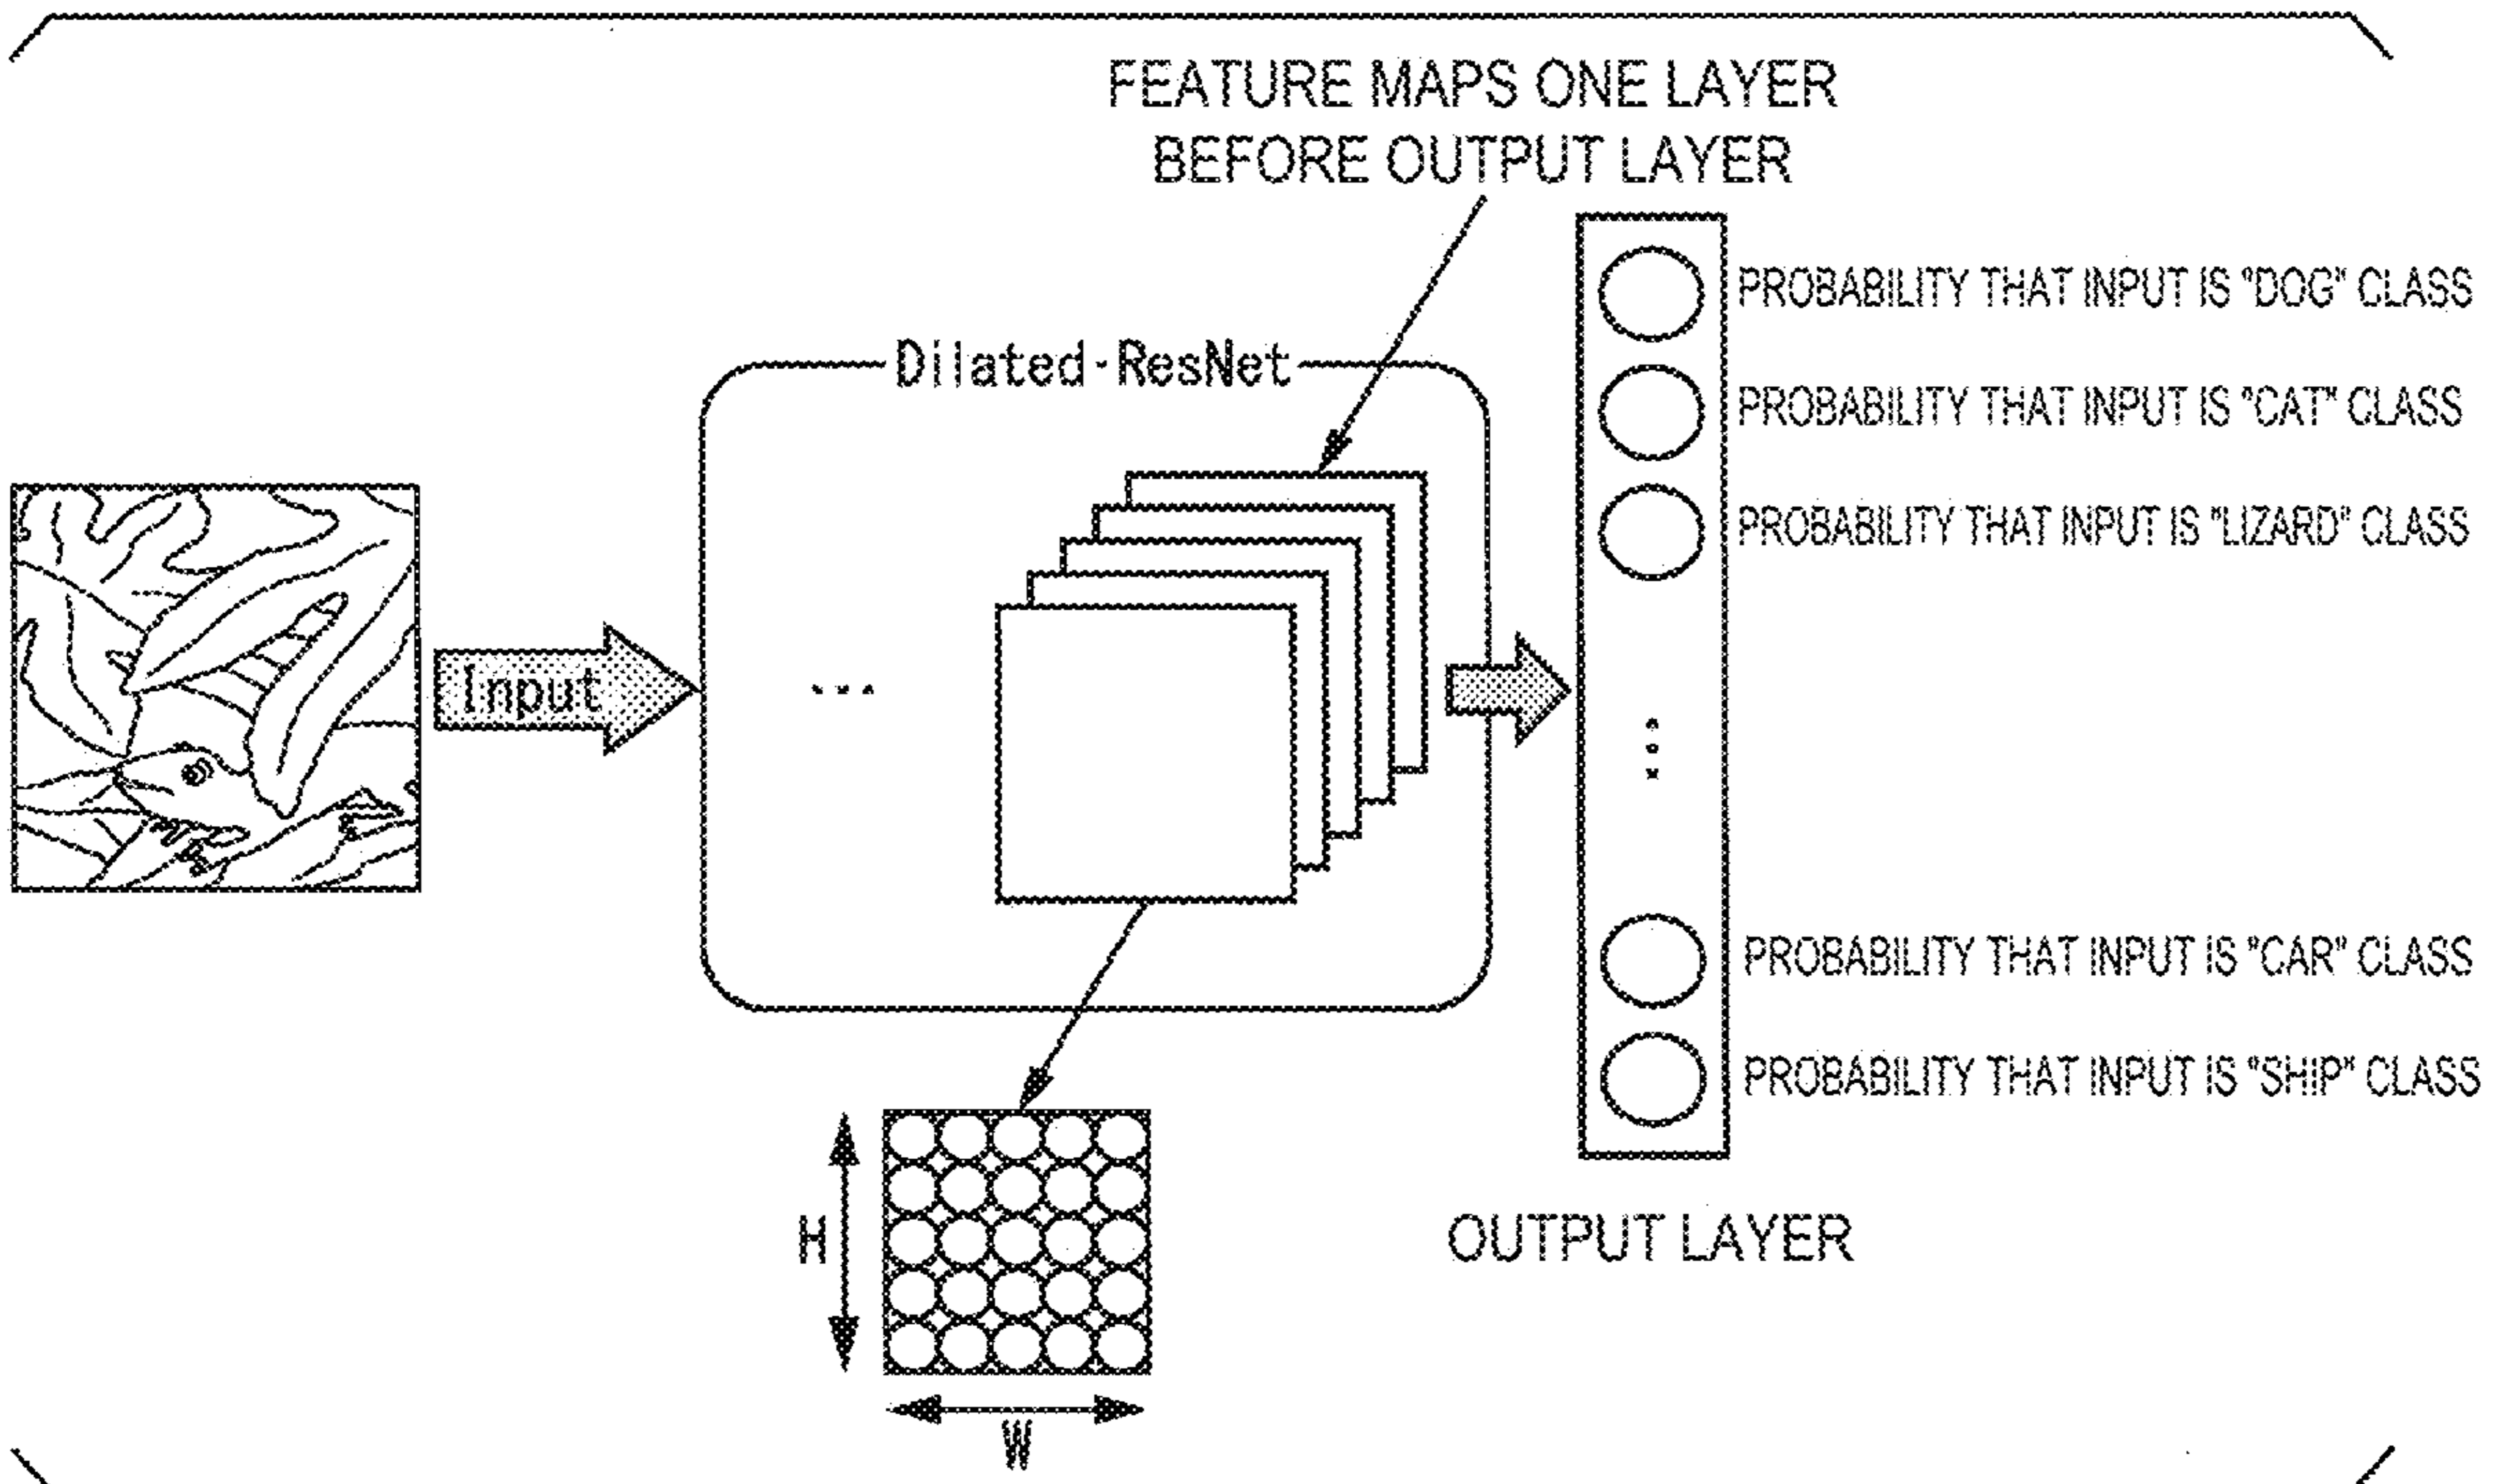 FEATURE MAPS ONE LAYER
BEFORE OUTPUT LAYER
PROBABILITY THAT INPUT IS "DOG" CLASS
Dilated-ResNet
PROBABILITY THAT INPUT IS "CAT" CLASS
PROBABILITY THAT INPUT IS "LIZARD" CLASS
Input
...
PROBABILITY THAT INPUT IS "CAR" CLASS
PROBABILITY THAT INPUT IS "SHIP" CLASS
H
OUTPUT LAYER
W